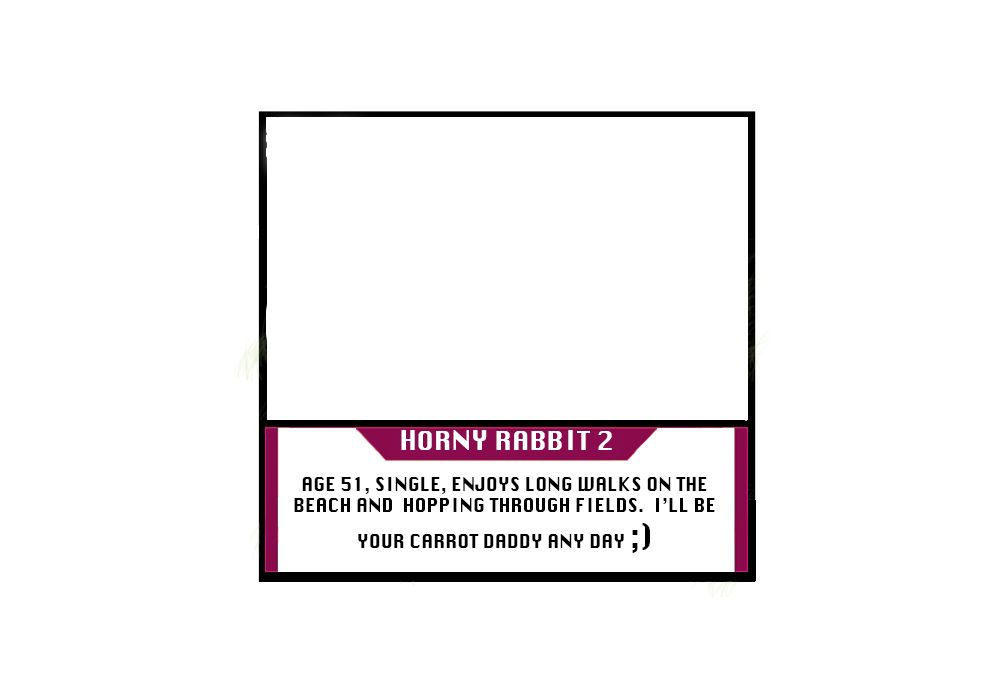 HORNY RABBIT 2
AGE 51, SINGLE, ENJOYS LONG WALKS ON THE
BEACH AND HOPPING THROUGH FIELDS. I'LL BE
YOUR CARROT DADDY ANY DAY ;)